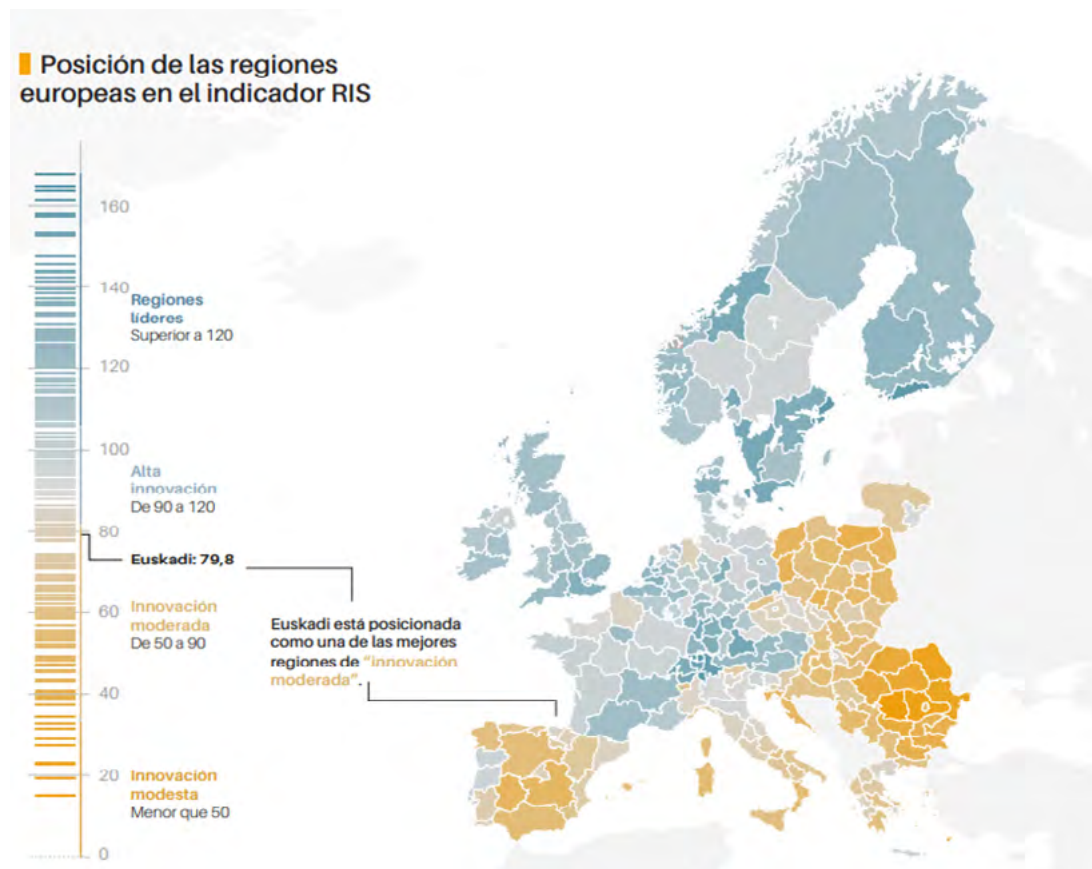 Posición de las regiones
europeas en el indicador RIS
160
140
Regiones
líderes
Superior a 120
120
100
Alta
innovación
De 90 a 120
80
Euskadi: 79,8
Innovación
moderada
De 50 a 90
60
Euskadi está posicionada
como una de las mejores
regiones de “innovación
moderada”.
40
20
Innovación
modesta
Menor que 50
0